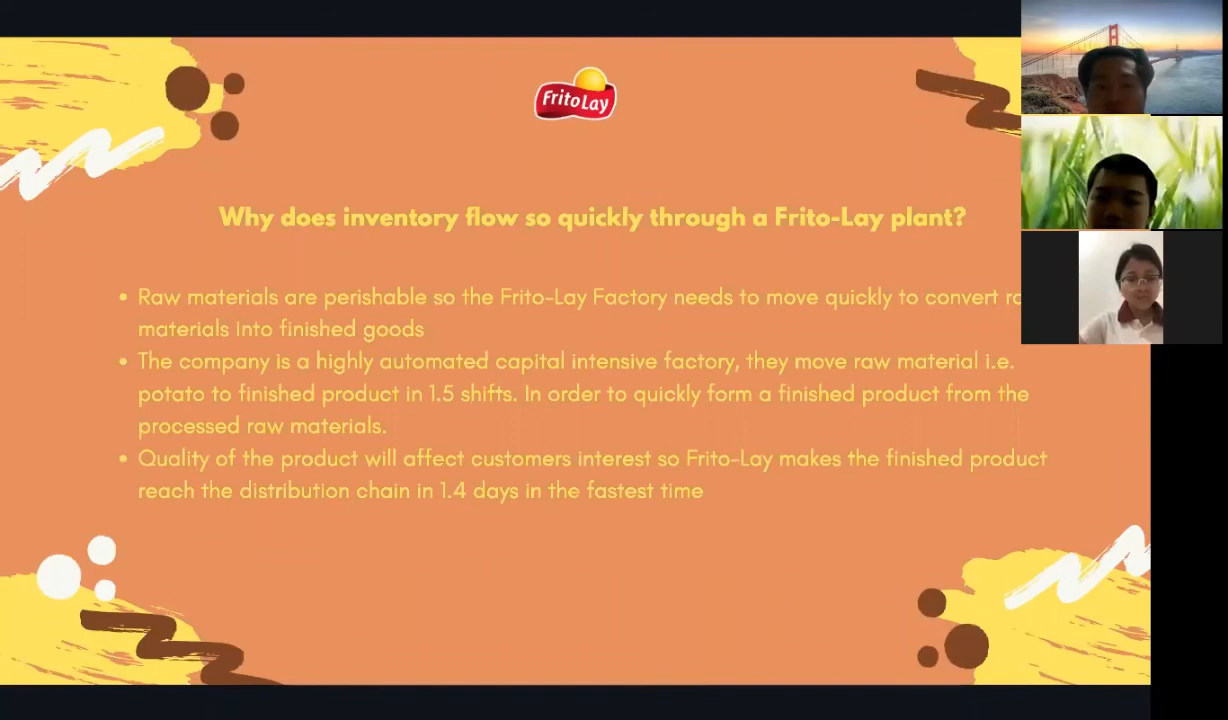 Frito Lay
Why does inventory flow so quickly through a Frito-Lay plant?
• Raw materials are perishable so the Frito-Lay Factory needs to move quickly to convert
materials into finished goods
• The company is a highly automated capital intensive factory, they move raw material i.e.
potato to finished product in 1.5 shifts. In order to quickly form a finished product from the
processed raw materials.
• Quality of the product will affect customers interest so Frito-Lay makes the finished product
reach the distribution chain in 1.4 days in the fastest time